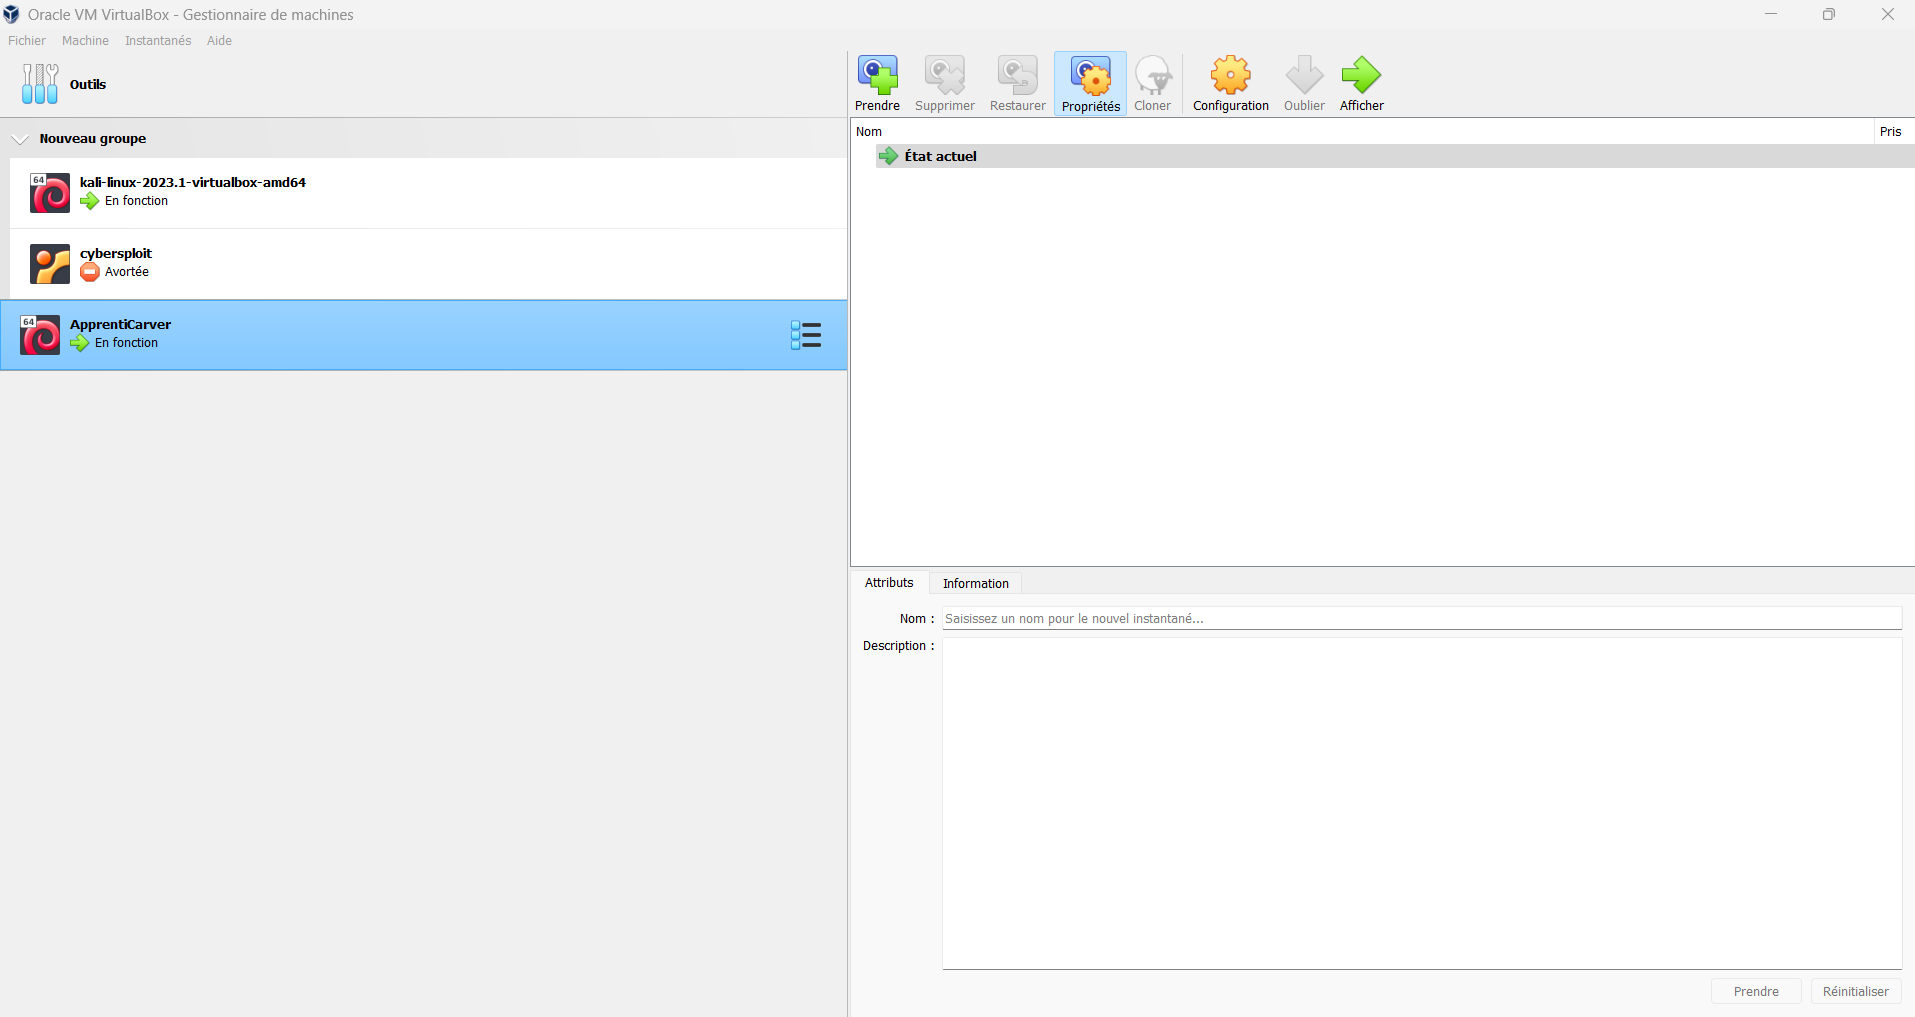 Oracle VM VirtualBox - Gestionnaire de machines
Fichier Machine Instantanés Aide
Outils
Prendre Supprimer Restaurer Propriétés Cloner Configuration Oublier Afficher
Nouveau groupe
64
kali-linux-2023.1-virtualbox-amd64
En fonction
cybersploit
Avortée
64
ApprentiCarver
En fonction
Nom Pris
État actuel
Attributs Information
Nom : Saisissez un nom pour le nouvel instantané...
Description :
Prendre Réinitialiser